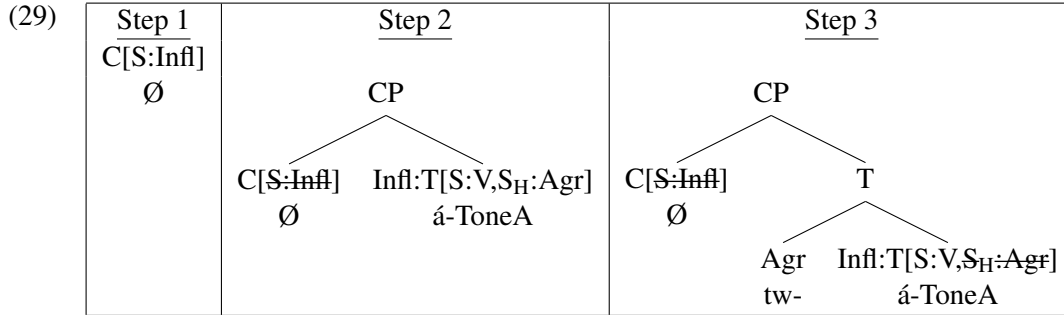 (29) Step 1 Step 2 Step 3
C[S:Infl]
Ø CP CP
C[S:Infl] Infl:T[S:V,S_H:Agr] C[S:Infl] T
Ø á-ToneA Ø
Agr Infl:T[S:V,S_H:Agr]
tw- á-ToneA